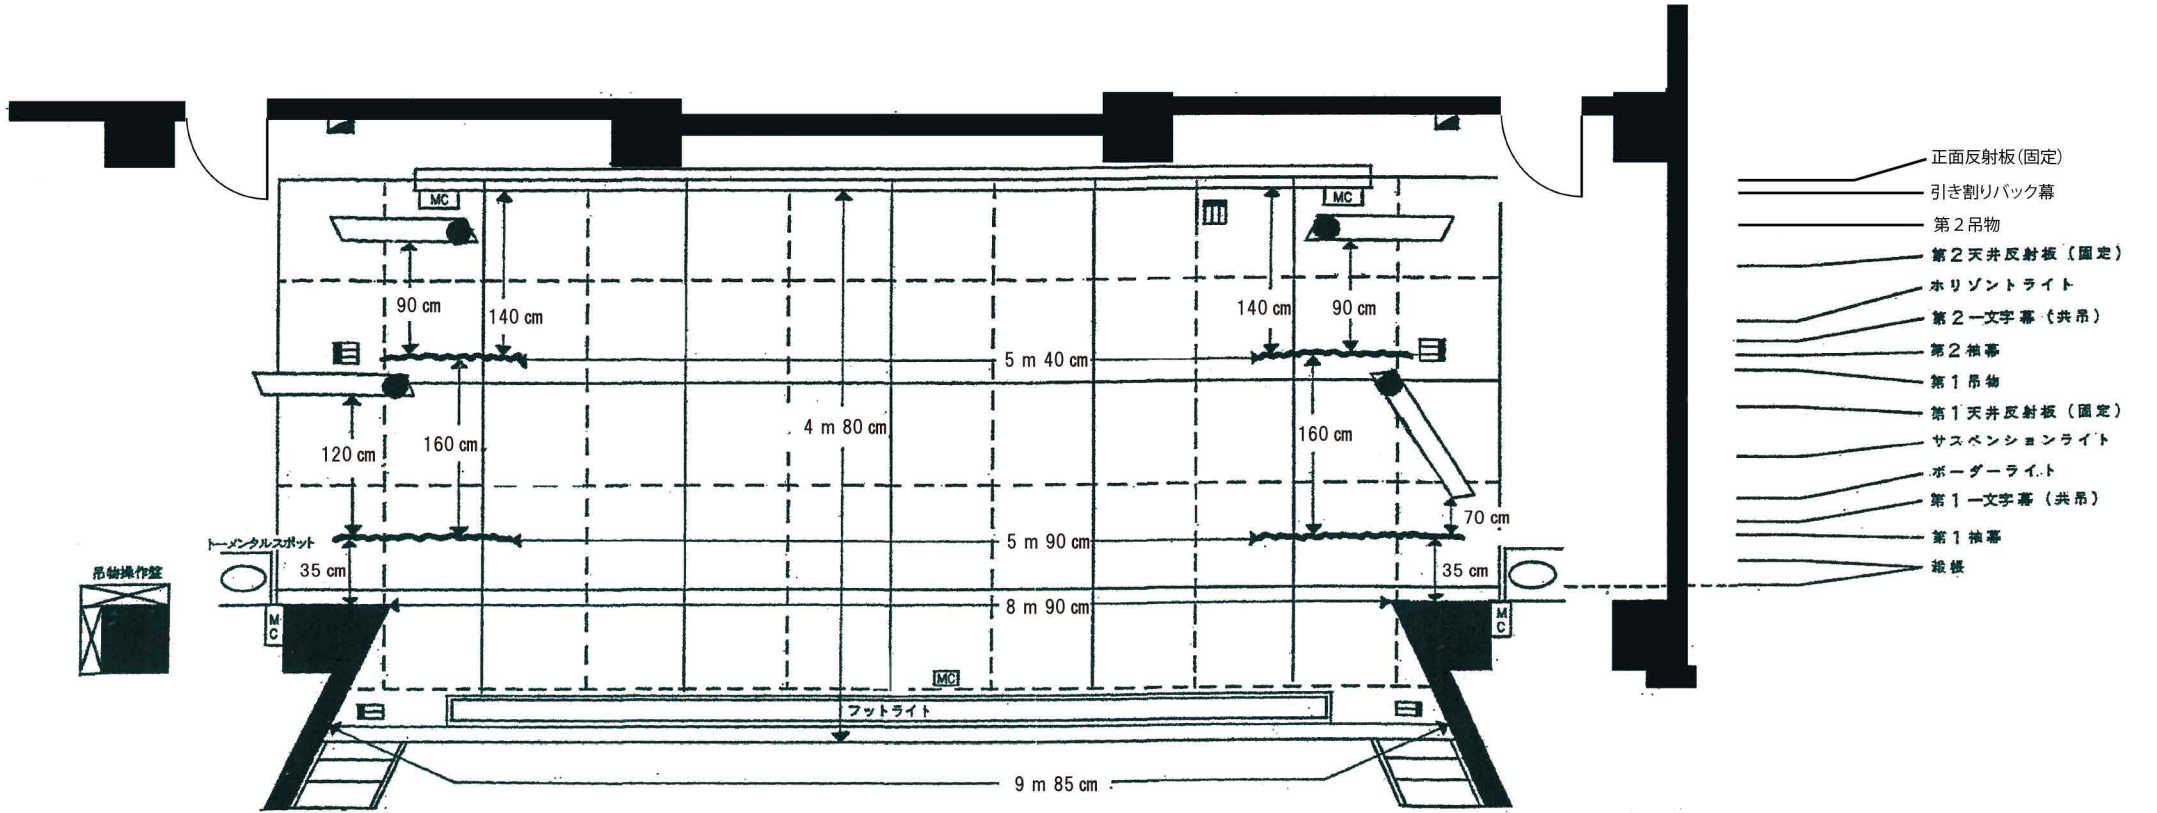 正面反射板(固定)
引き割りバック幕
第2吊物
第2天井反射板(固定)
ホリゾントライト
第2一文字幕(共吊)
第2袖幕
第1吊物
第1天井反射板(固定)
サスペンションライト
ボーダーライト
第1一文字幕(共吊)
第1袖幕
緞帳
MC
MC
90 cm
140 cm
140 cm
90 cm
5 m 40 cm
4 m 80 cm
120 cm
160 cm
160 cm
70 cm
トーメンタルスポット
5 m 90 cm
吊物操作盤
35 cm
35 cm
8 m 90 cm
MC
MC
MC
フットライト
9 m 85 cm